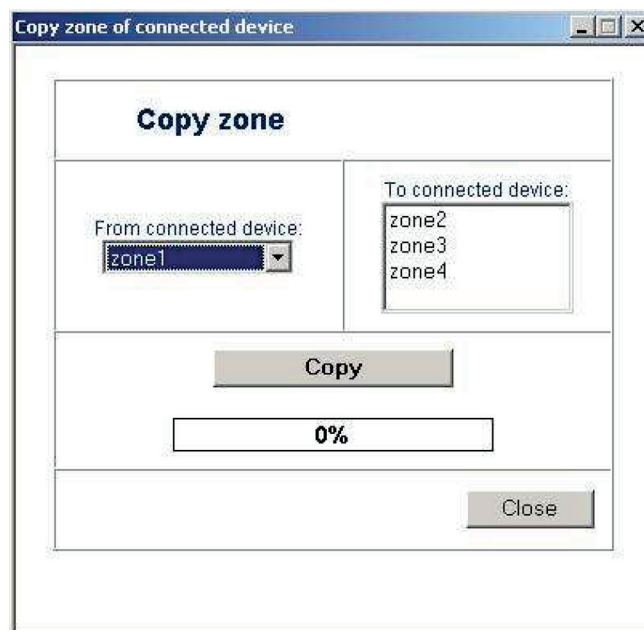 Copy zone of connected device
Copy zone
From connected device:
zone1
To connected device:
zone2
zone3
zone4
Copy
0%
Close